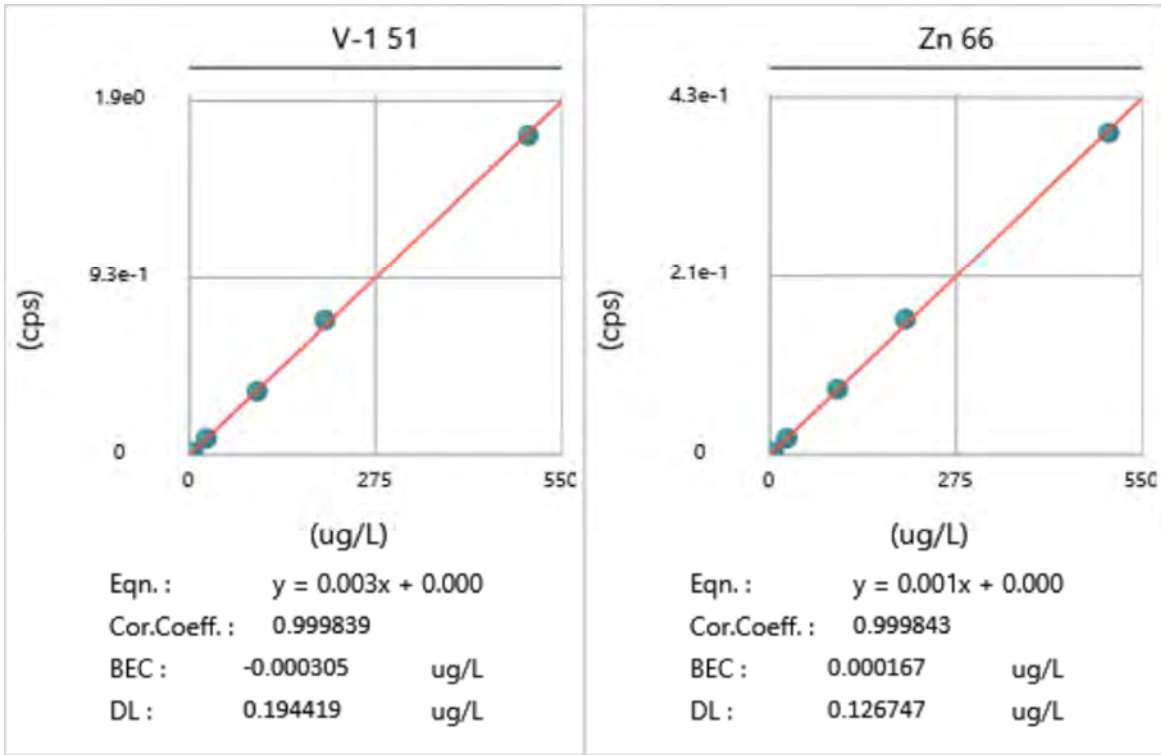 V-1 51
1.9e0
9.3e-1
0
(cps)
0 275 550
(ug/L)
Eqn. : y = 0.003x + 0.000
Cor.Coeff. : 0.999839
BEC : -0.000305 ug/L
DL : 0.194419 ug/L
Zn 66
4.3e-1
2.1e-1
0
(cps)
0 275 550
(ug/L)
Eqn. : y = 0.001x + 0.000
Cor.Coeff. : 0.999843
BEC : 0.000167 ug/L
DL : 0.126747 ug/L